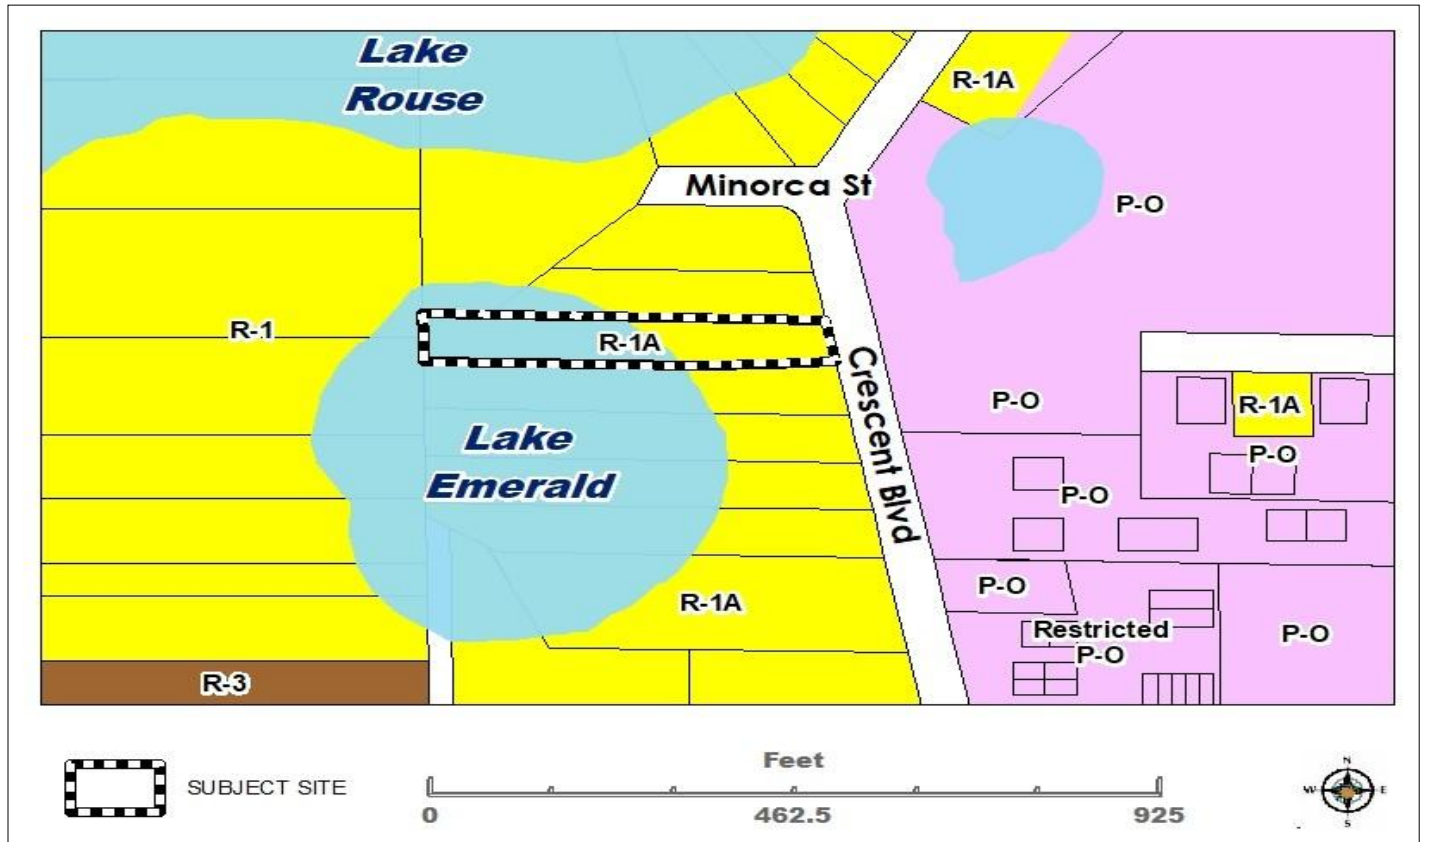 Lake
Rouse
R-1A
Minorca St
P-O
R-1
R-1A
Crescent Blvd
P-O
R-1A
Lake
Emerald
P-O
P-O
P-O
R-1A
Restricted
P-O
P-O
R-3
SUBJECT SITE
Feet
0
462.5
925
N
W
E
S